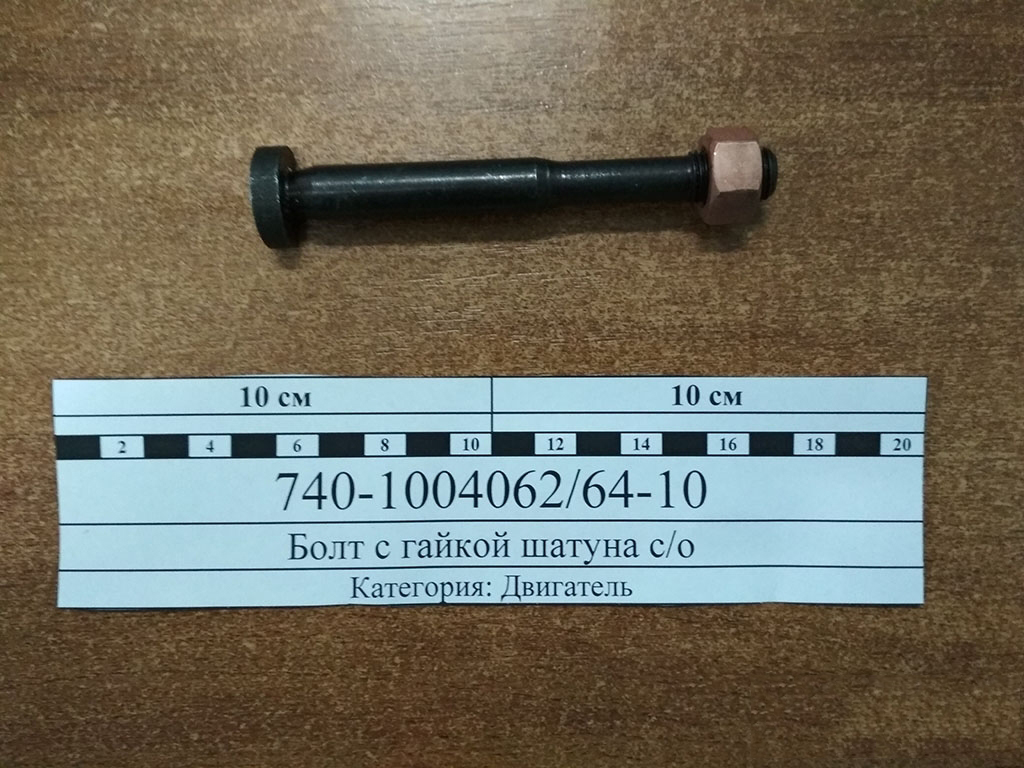 10 см 10 см
2 4 6 8 10 12 14 16 18 20
740-1004062/64-10
Болт с гайкой шатуна с/о
Категория: Двигатель